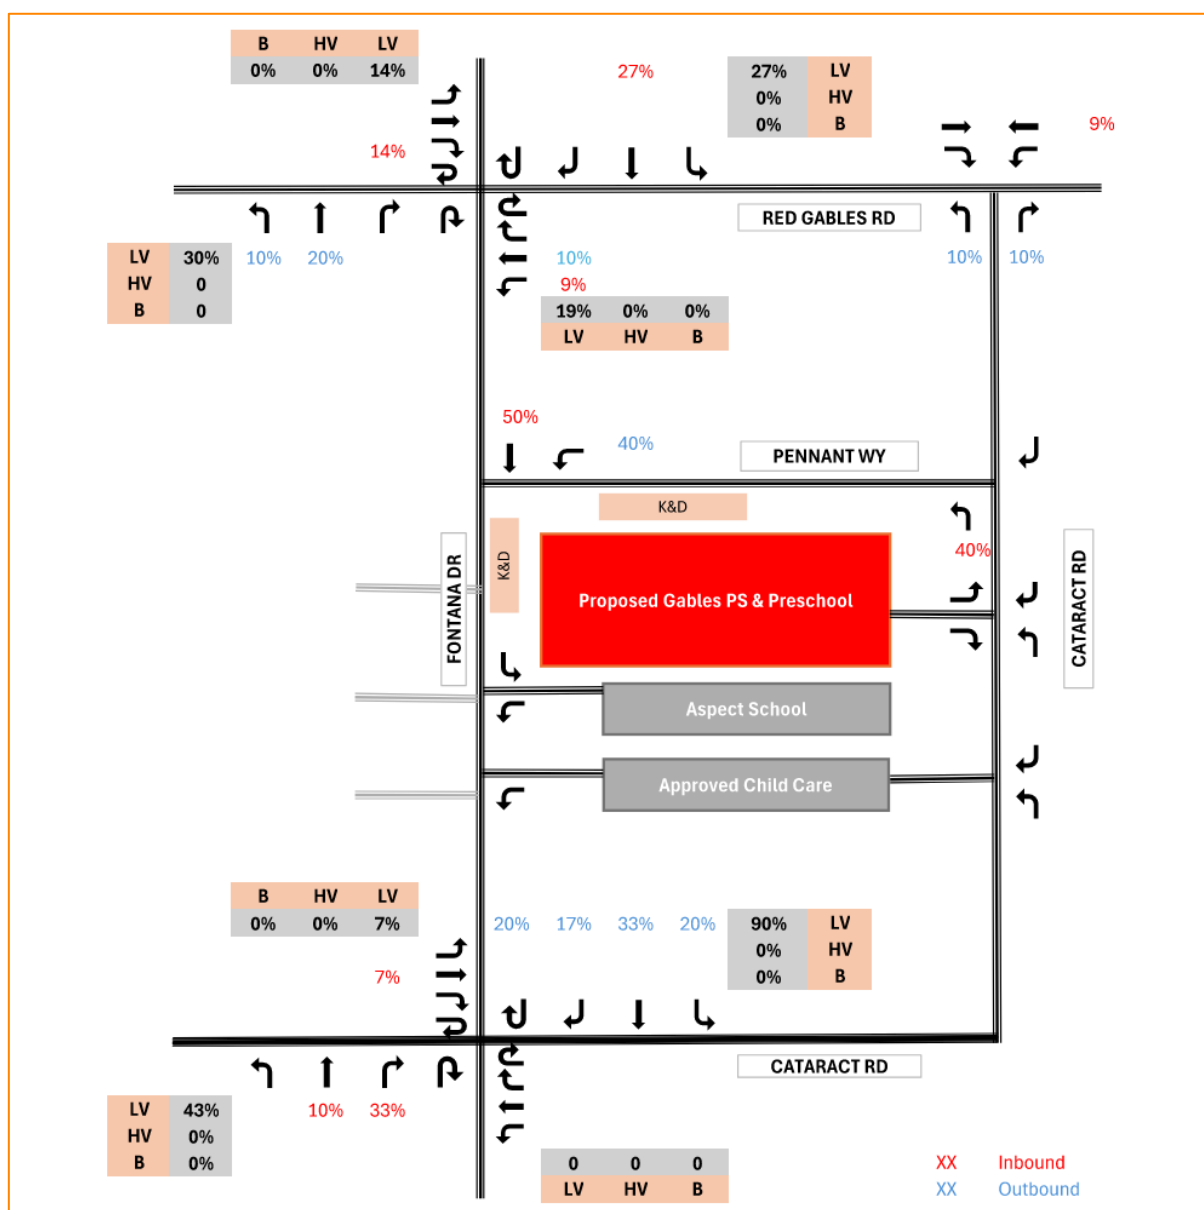 B HV LV
0% 0% 14%
27%
27% LV
0% HV
0% B
9%
14%
RED GABLES RD
LV 30%
HV 0
B 0
10% 20%
10%
9%
10% 10%
19% 0% 0%
LV HV B
50%
40%
PENNANT WY
K&D
K&D
40%
FONTANA DR
Proposed Gables PS & Preschool
CATARACT RD
Aspect School
Approved Child Care
B HV LV
0% 0% 7%
20% 17% 33% 20%
90% LV
0% HV
0% B
7%
CATARACT RD
LV 43%
HV 0%
B 0%
10% 33%
0 0 0
LV HV B
XX Inbound
XX Outbound